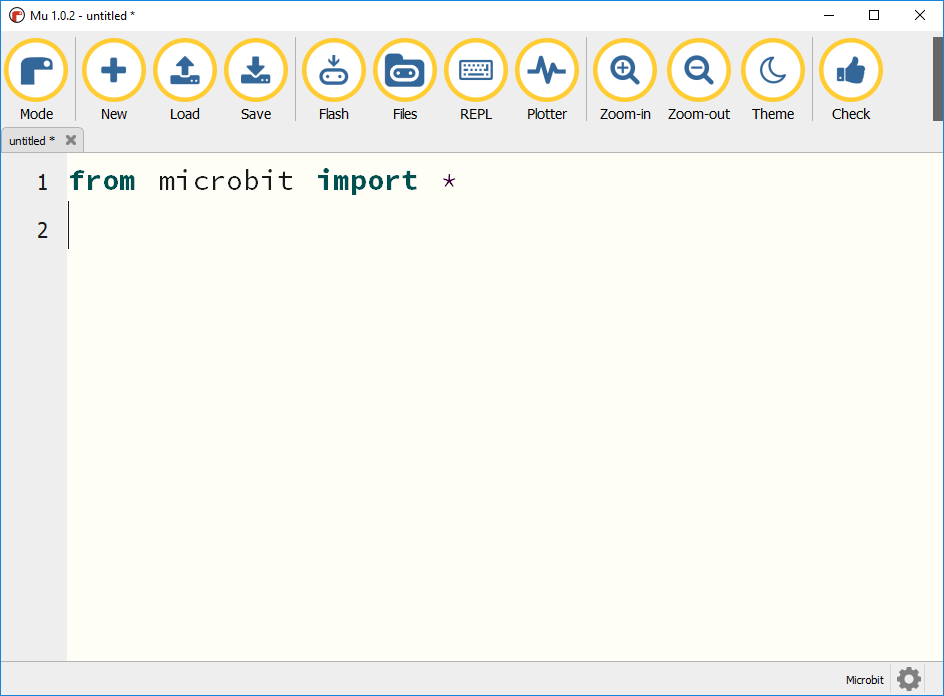 Mu 1.0.2 - untitled *
Mode New Load Save Flash Files REPL Plotter Zoom-in Zoom-out Theme Check
untitled *
1 from microbit import *
2
Microbit